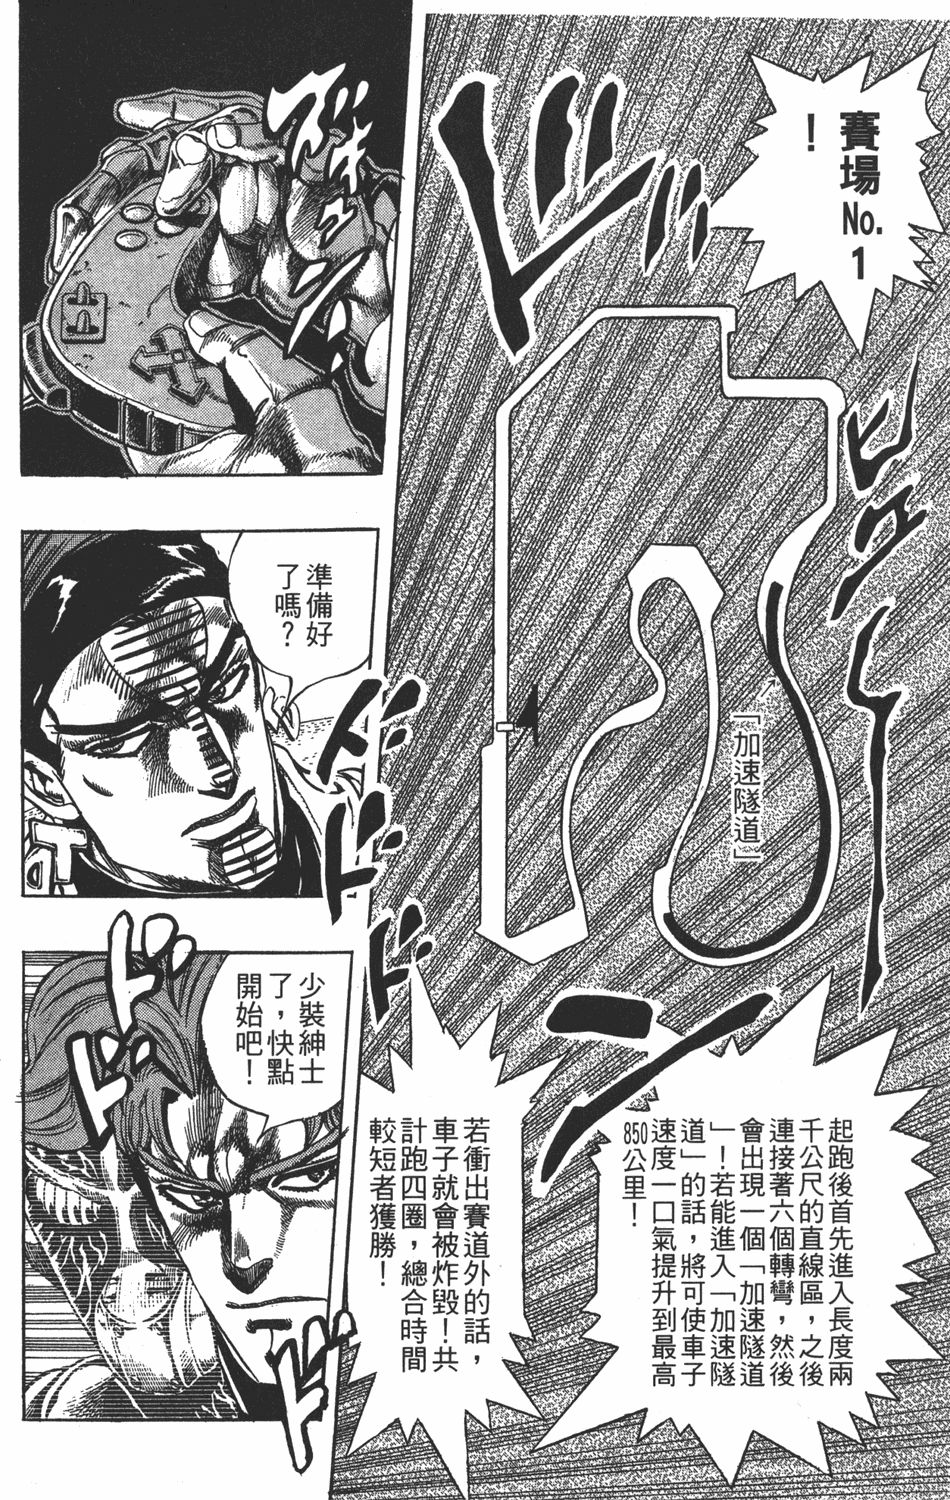 賽場No.1
!
「加速隧道」
起跑後首先進入長度兩
千公尺的直線區，之後
連接著六個轉彎，然後
會出現一個「加速隧道
」！若能進入「加速隧
道」的話，將可使車子
速度一口氣提升到最高
850公里！
若衝出賽道外的話，
車子就會被炸毀！共
計跑四圈，總合時間
較短者獲勝！
準備好
了嗎？
少裝紳士
了，快點
開始吧！